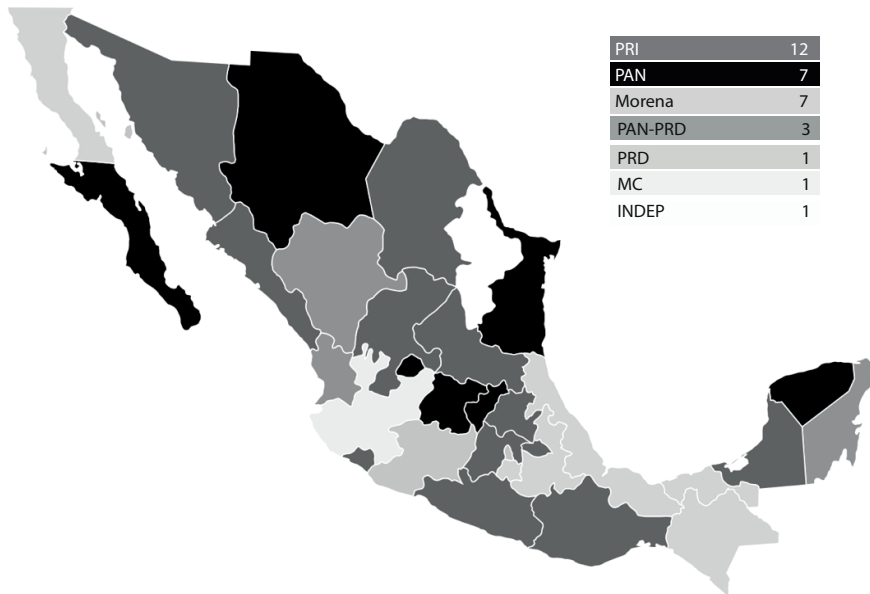 PRI 12
PAN 7
Morena 7
PAN-PRD 3
PRD 1
MC 1
INDEP 1